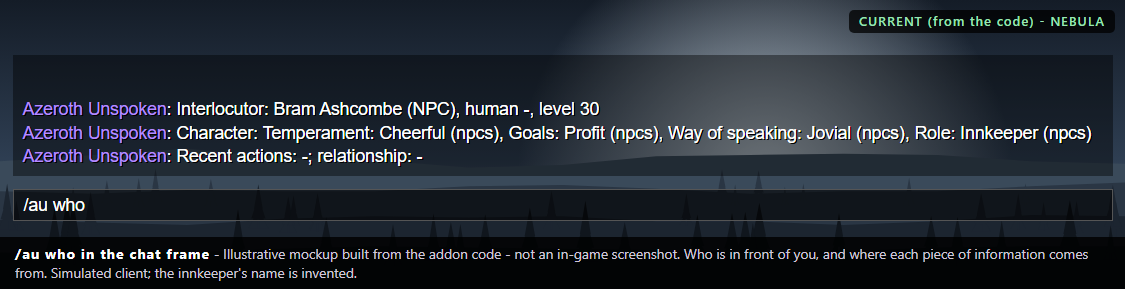 CURRENT (from the code) - NEBULA
Azeroth Unspoken: Interlocutor: Bram Ashcombe (NPC), human -, level 30
Azeroth Unspoken: Character: Temperament: Cheerful (npcs), Goals: Profit (npcs), Way of speaking: Jovial (npcs), Role: Innkeeper (npcs)
Azeroth Unspoken: Recent actions: -; relationship: -
/au who
/au who in the chat frame - Illustrative mockup built from the addon code - not an in-game screenshot. Who is in front of you, and where each piece of information comes
from. Simulated client; the innkeeper's name is invented.